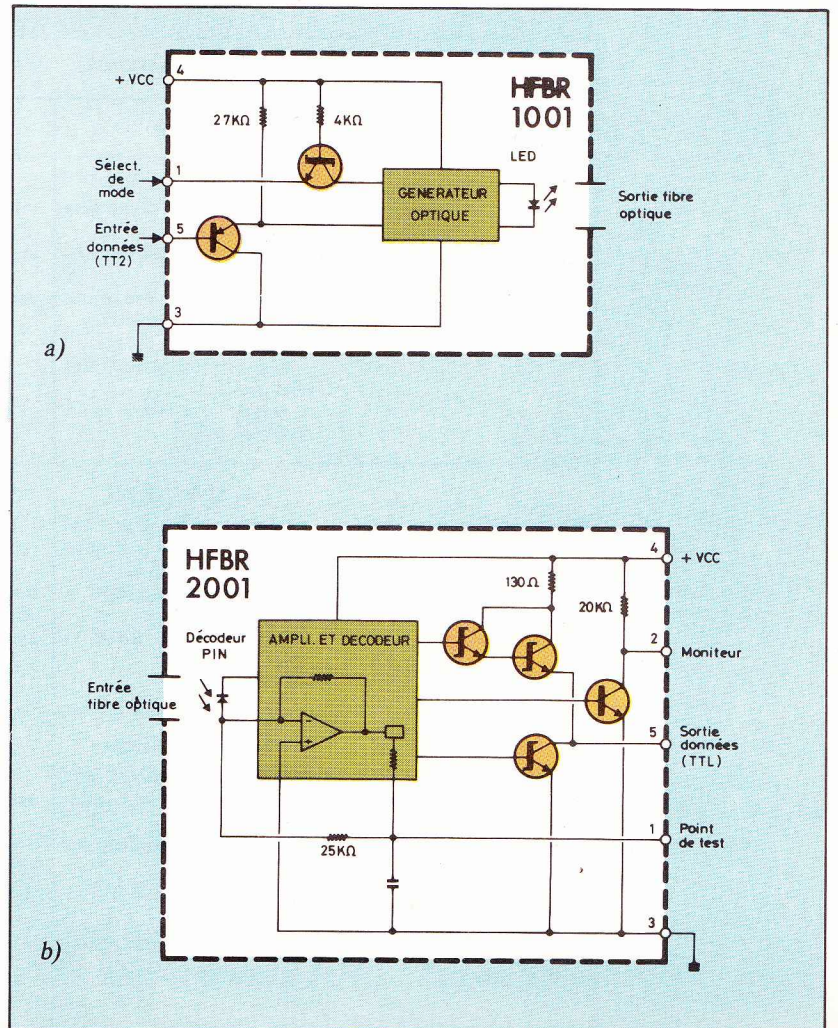 + VCC
4
27KΩ
4KΩ
HFBR
1001
LED
Sélect.
de
mode
1
GENERATEUR
OPTIQUE
Sortie fibre
optique
Entrée
données
(TT2)
5
3
a)
HFBR
2001
4
+ VCC
130Ω
20KΩ
Décodeur
PIN
AMPLI. ET DECODEUR
2
Moniteur
Entrée
fibre optique
-
+
5
Sortie
données
(TTL)
1
Point
de test
25KΩ
3
b)